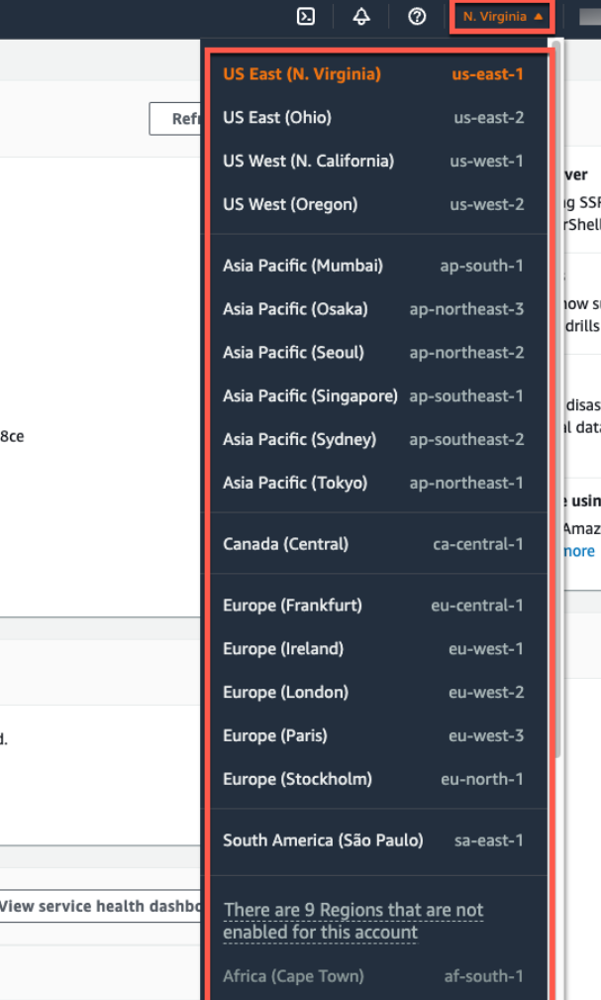 N. Virginia ▲
US East (N. Virginia) us-east-1
Refr
US East (Ohio) us-east-2
US West (N. California) us-west-1
ver
US West (Oregon) us-west-2
g SSR
rShell
Asia Pacific (Mumbai) ap-south-1
Asia Pacific (Osaka) ap-northeast-3
now su
drills
Asia Pacific (Seoul) ap-northeast-2
Asia Pacific (Singapore) ap-southeast-1
disas
8ce
Asia Pacific (Sydney) ap-southeast-2
al data
Asia Pacific (Tokyo) ap-northeast-1
e usin
Amaz
Canada (Central) ca-central-1
more
Europe (Frankfurt) eu-central-1
Europe (Ireland) eu-west-1
Europe (London) eu-west-2
Europe (Paris) eu-west-3
d.
Europe (Stockholm) eu-north-1
South America (São Paulo) sa-east-1
View service health dashbo
There are 9 Regions that are not
enabled for this account
Africa (Cape Town) af-south-1